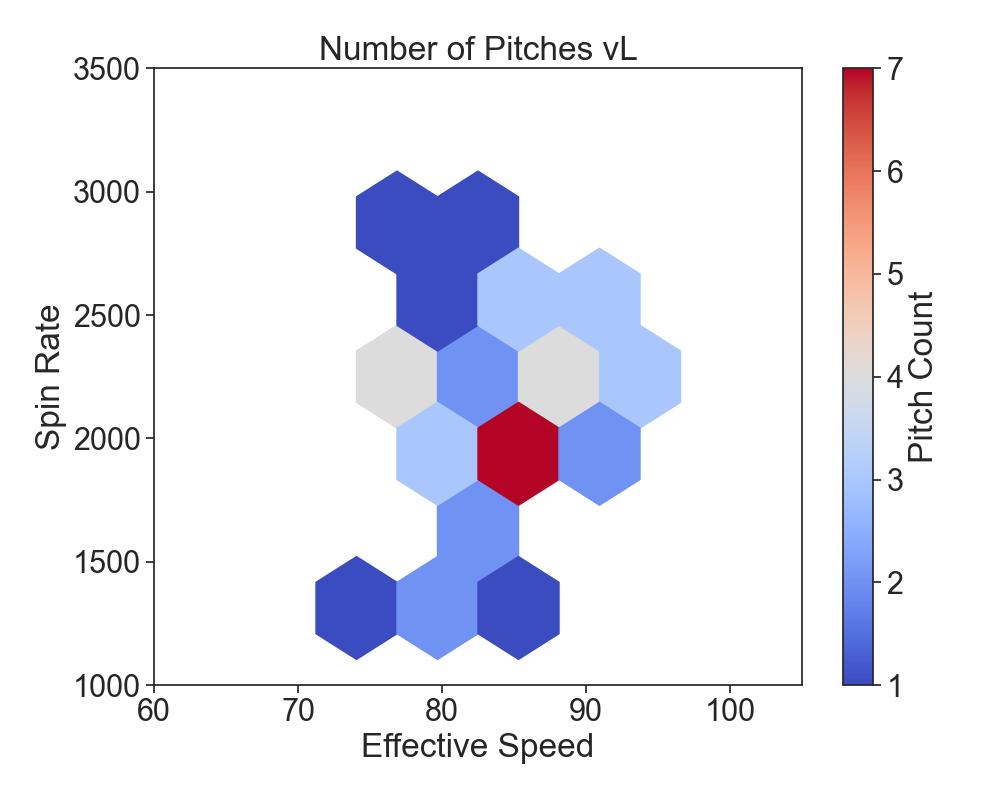 Number of Pitches vL
3500
3000
2500
2000
1500
1000
Spin Rate
60 70 80 90 100
Effective Speed
7
6
5
4
3
2
1
Pitch Count